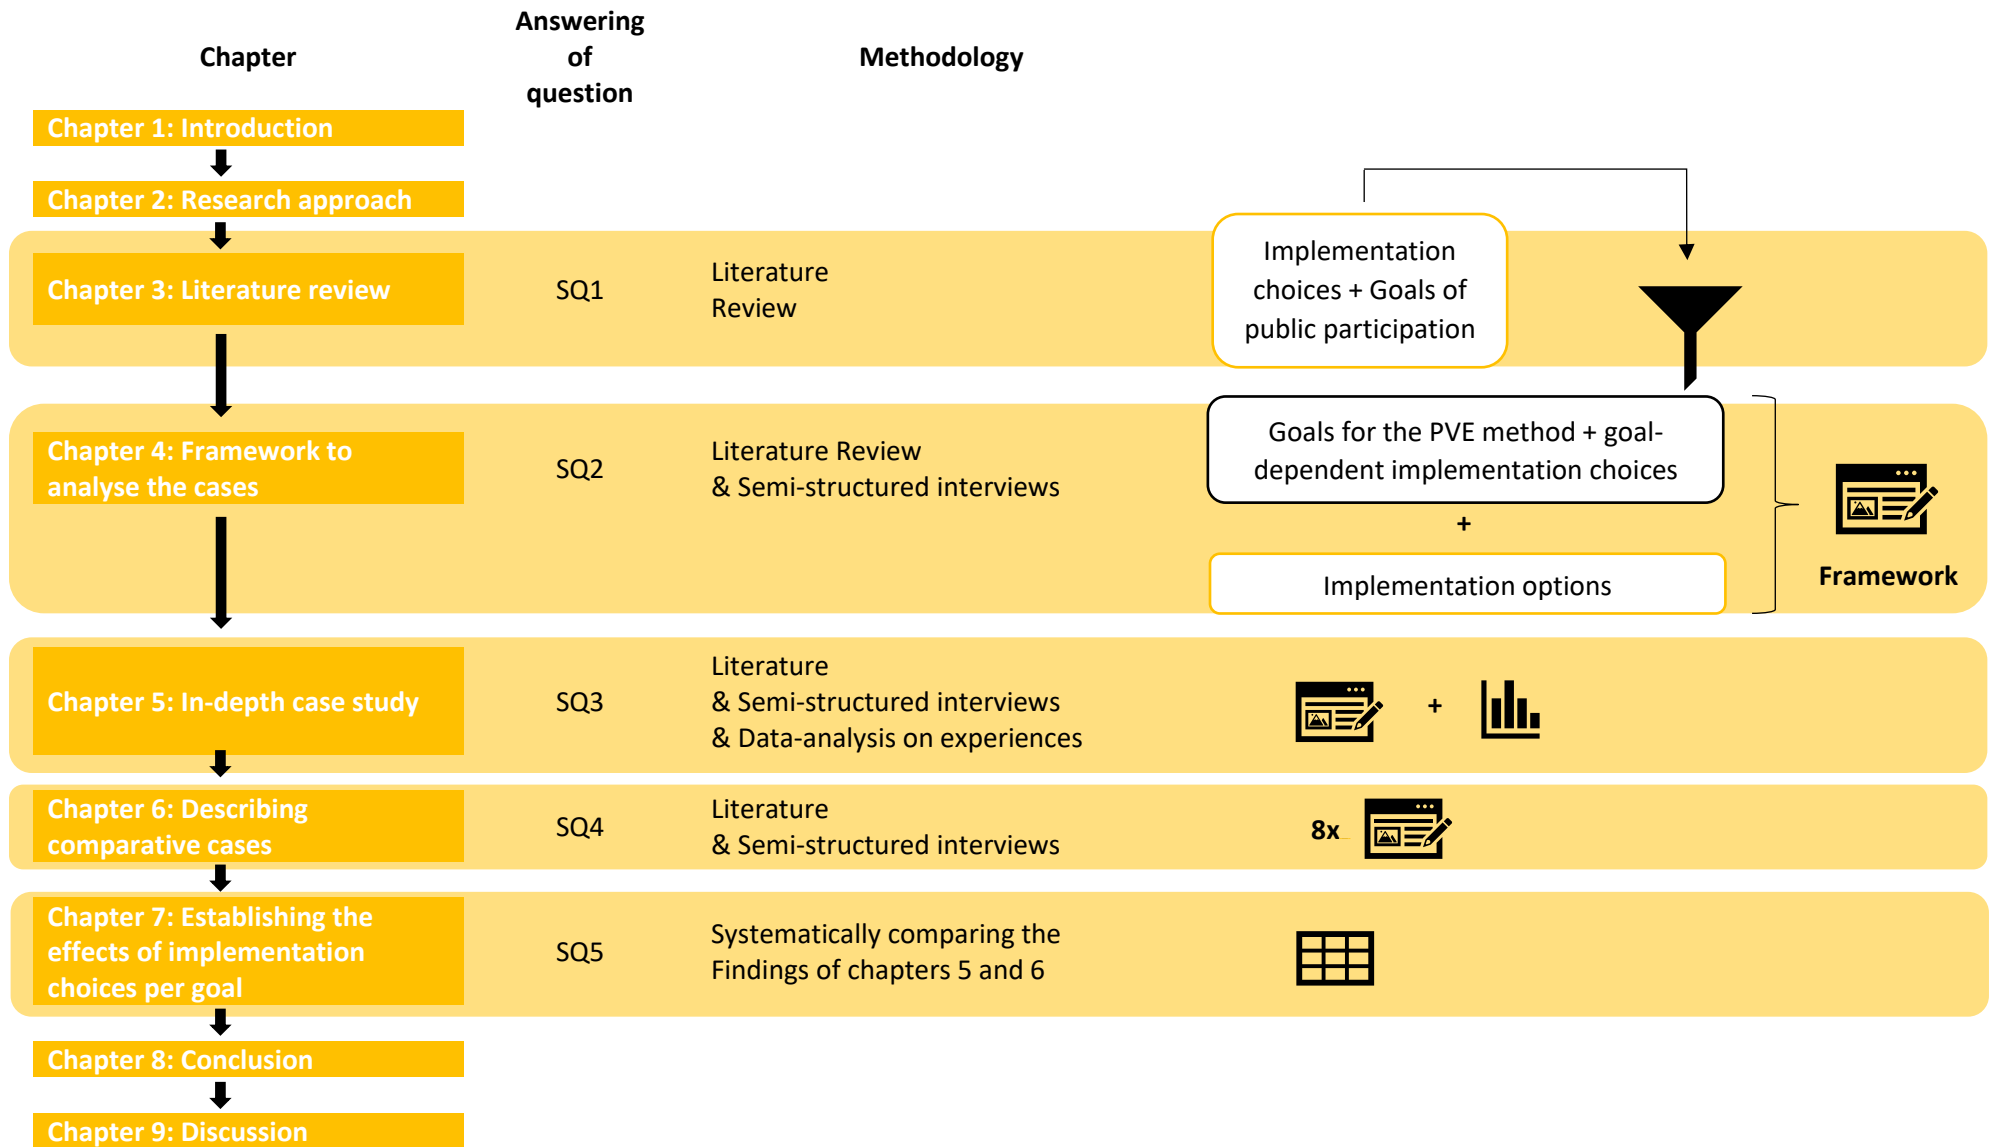 Chapter
Answering
of
question
Methodology
Chapter 1: Introduction
Chapter 2: Research approach
Chapter 3: Literature review
SQ1
Literature
Review
Implementation
choices + Goals of
public participation
Chapter 4: Framework to
analyse the cases
SQ2
Literature Review
& Semi-structured interviews
Goals for the PVE method + goal-
dependent implementation choices
+
Implementation options
Framework
Chapter 5: In-depth case study
SQ3
Literature
& Semi-structured interviews
& Data-analysis on experiences
+
Chapter 6: Describing
comparative cases
SQ4
Literature
& Semi-structured interviews
8x
Chapter 7: Establishing the
effects of implementation
choices per goal
SQ5
Systematically comparing the
Findings of chapters 5 and 6
Chapter 8: Conclusion
Chapter 9: Discussion